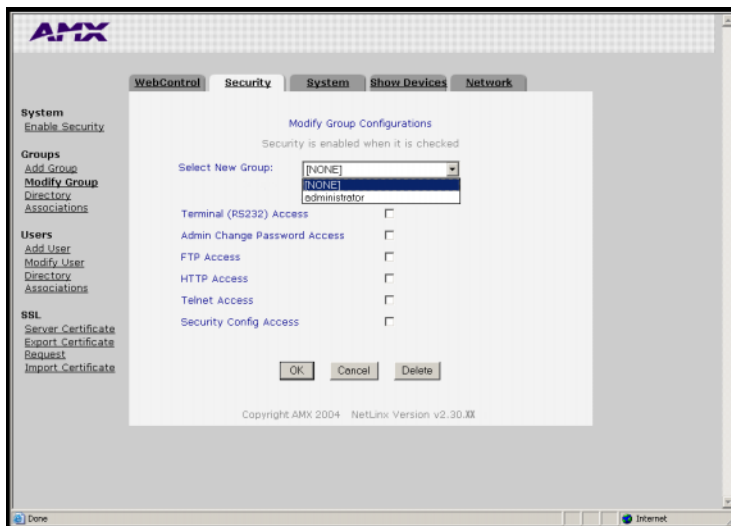 AMX
WebControl Security System Show Devices Network
System
Enable Security
Groups
Add Group
Modify Group
Directory
Associations
Users
Add User
Modify User
Directory
Associations
SSL
Server Certificate
Export Certificate
Request
Import Certificate
Modify Group Configurations
Security is enabled when it is checked
Select New Group: [NONE]
[NONE]
administrator
Terminal (RS232) Access
Admin Change Password Access
FTP Access
HTTP Access
Telnet Access
Security Config Access
OK Cancel Delete
Copyright AMX 2004 NetLinx Version v2.30.XX
Done Internet